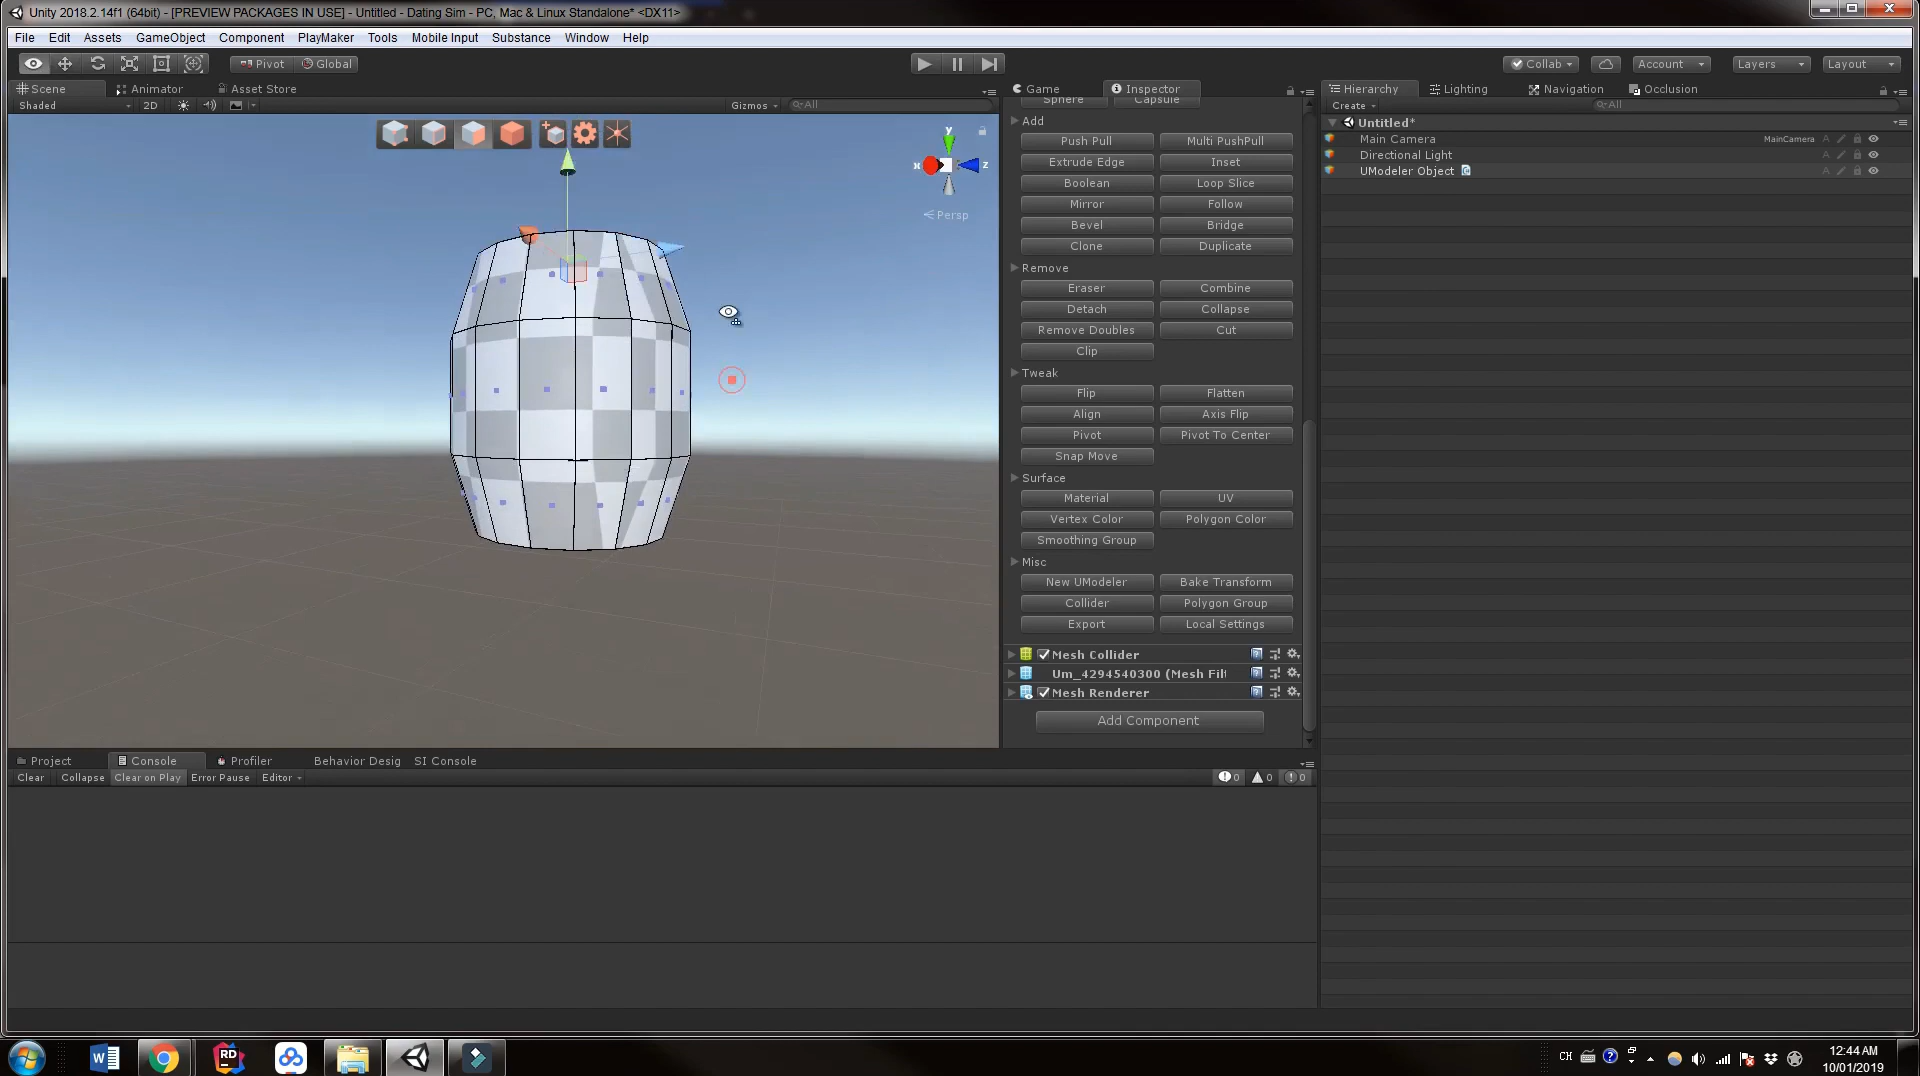 Unity 2018.2.14f1 (64bit) - [PREVIEW PACKAGES IN USE] - Untitled - Dating Sim - PC, Mac & Linux Standalone* <DX11>
File Edit Assets GameObject Component PlayMaker Tools Mobile Input Substance Window Help
Pivot Global Collab Account Layers Layout
Scene Animator Asset Store Game Inspector Hierarchy Lighting Navigation Occlusion
Shaded 2D Gizmos All Sphere Capsule Create All
Add Untitled*
Push Pull Multi PushPull Main Camera MainCamera
Extrude Edge Inset Directional Light
Boolean Loop Slice UModeler Object
Mirror Follow
Bevel Bridge
Clone Duplicate
y
x z
Persp
Remove
Eraser Combine
Detach Collapse
Remove Doubles Cut
Clip
Tweak
Flip Flatten
Align Axis Flip
Pivot Pivot To Center
Snap Move
Surface
Material UV
Vertex Color Polygon Color
Smoothing Group
Misc
New UModeler Bake Transform
Collider Polygon Group
Export Local Settings
Mesh Collider
Um_4294540300 (Mesh Filt
Mesh Renderer
Add Component
Project Console Profiler Behavior Desig SI Console
Clear Collapse Clear on Play Error Pause Editor 0 0 0
CH 12:44 AM
10/01/2019
W RD